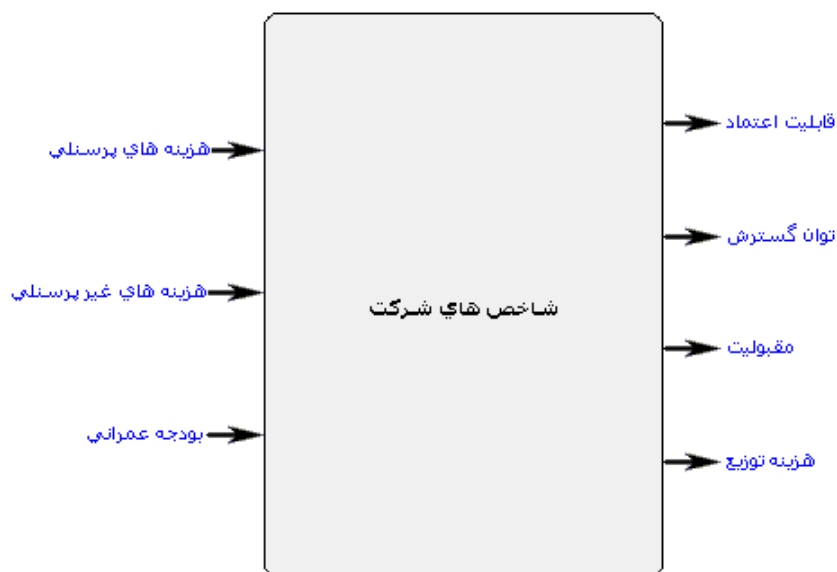 قابليت اعتماد
هزينه هاي پرسنلي
توان گسترش
هزينه هاي غير پرسنلي
شاخص هاي شركت
مقبوليت
بودجه عمراني
هزينه توزيع